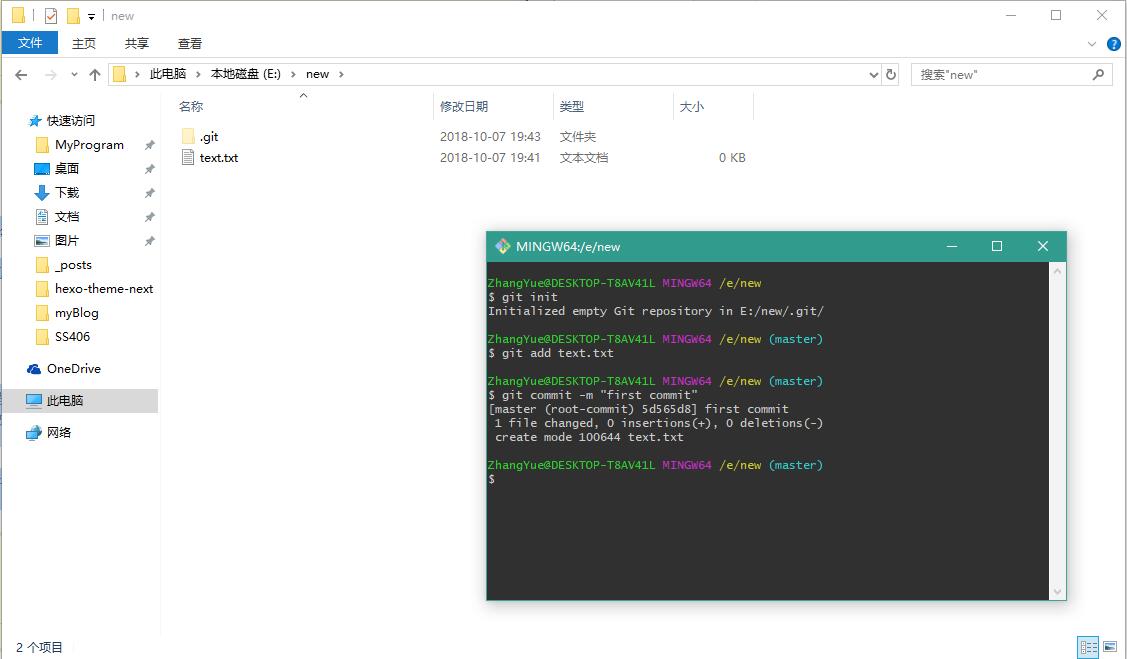 new
文件 主页 共享 查看
此电脑 本地磁盘 (E:) new 搜索"new"
名称 修改日期 类型 大小
快速访问
MyProgram
桌面
下载
文档
图片
_posts
hexo-theme-next
myBlog
SS406
OneDrive
此电脑
网络
.git 2018-10-07 19:43 文件夹
text.txt 2018-10-07 19:41 文本文档 0 KB
MINGW64:/e/new
ZhangYue@DESKTOP-T8AV41L MINGW64 /e/new
$ git init
Initialized empty Git repository in E:/new/.git/
ZhangYue@DESKTOP-T8AV41L MINGW64 /e/new (master)
$ git add text.txt
ZhangYue@DESKTOP-T8AV41L MINGW64 /e/new (master)
$ git commit -m "first commit"
[master (root-commit) 5d565d8] first commit
1 file changed, 0 insertions(+), 0 deletions(-)
create mode 100644 text.txt
ZhangYue@DESKTOP-T8AV41L MINGW64 /e/new (master)
$
2 个项目